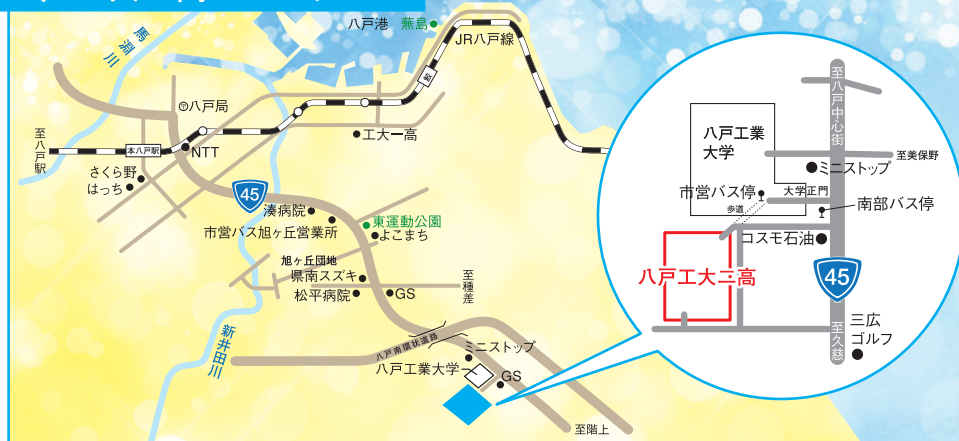 八戸港
蕪島
JR八戸線
馬淵川
鮫
〒八戸局
工大一高
至八戸駅
本八戸駅
NTT
さくら野
はっち
45
湊病院
市営バス旭ヶ丘営業所
東運動公園
よこまち
旭ヶ丘団地
県南スズキ
松平病院
GS
至種差
新井田川
八戸南環状道路
ミニストップ
八戸工業大学
GS
至階上
至八戸中心街
八戸工業
大学
至美保野
ミニストップ
市営バス停
大学正門
歩道
南部バス停
コスモ石油
八戸工大二高
45
至久慈
三広
ゴルフ